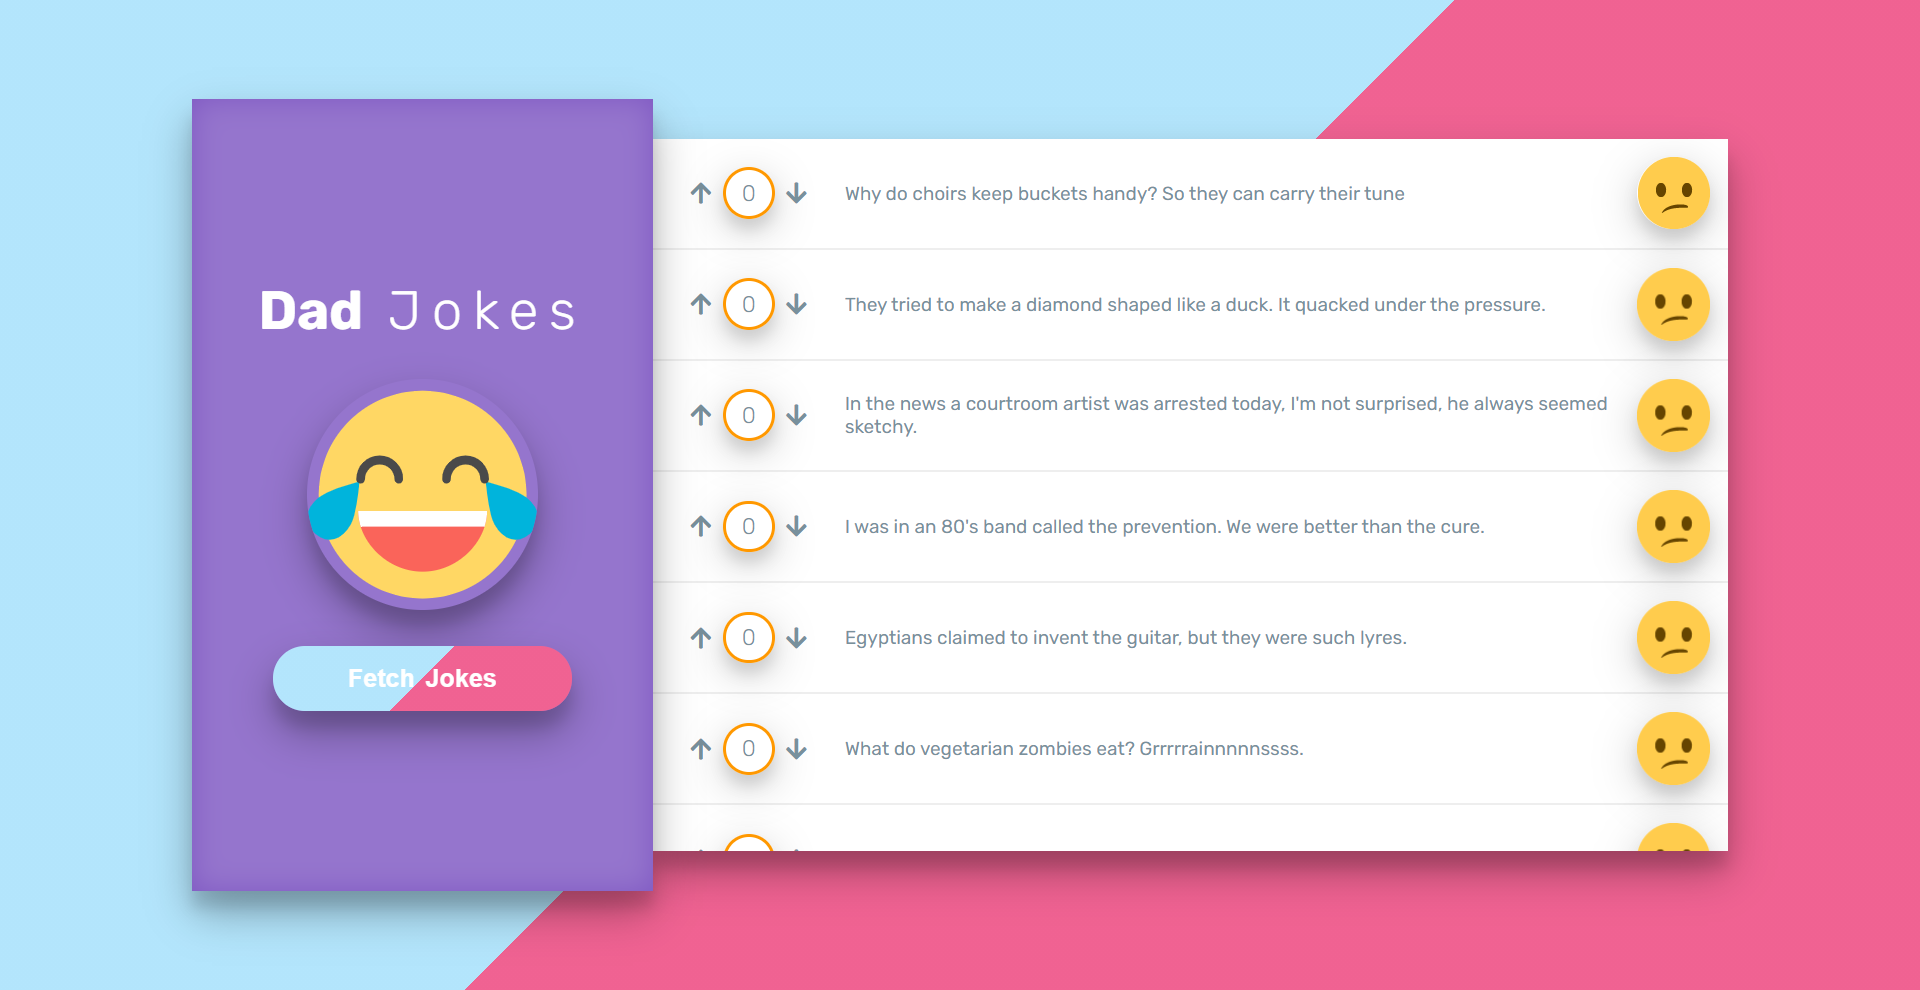 Dad Jokes
Fetch Jokes
0
Why do choirs keep buckets handy? So they can carry their tune
0
They tried to make a diamond shaped like a duck. It quacked under the pressure.
0
In the news a courtroom artist was arrested today, I'm not surprised, he always seemed
sketchy.
0
I was in an 80's band called the prevention. We were better than the cure.
0
Egyptians claimed to invent the guitar, but they were such lyres.
0
What do vegetarian zombies eat? Grrrrrainnnnnssss.